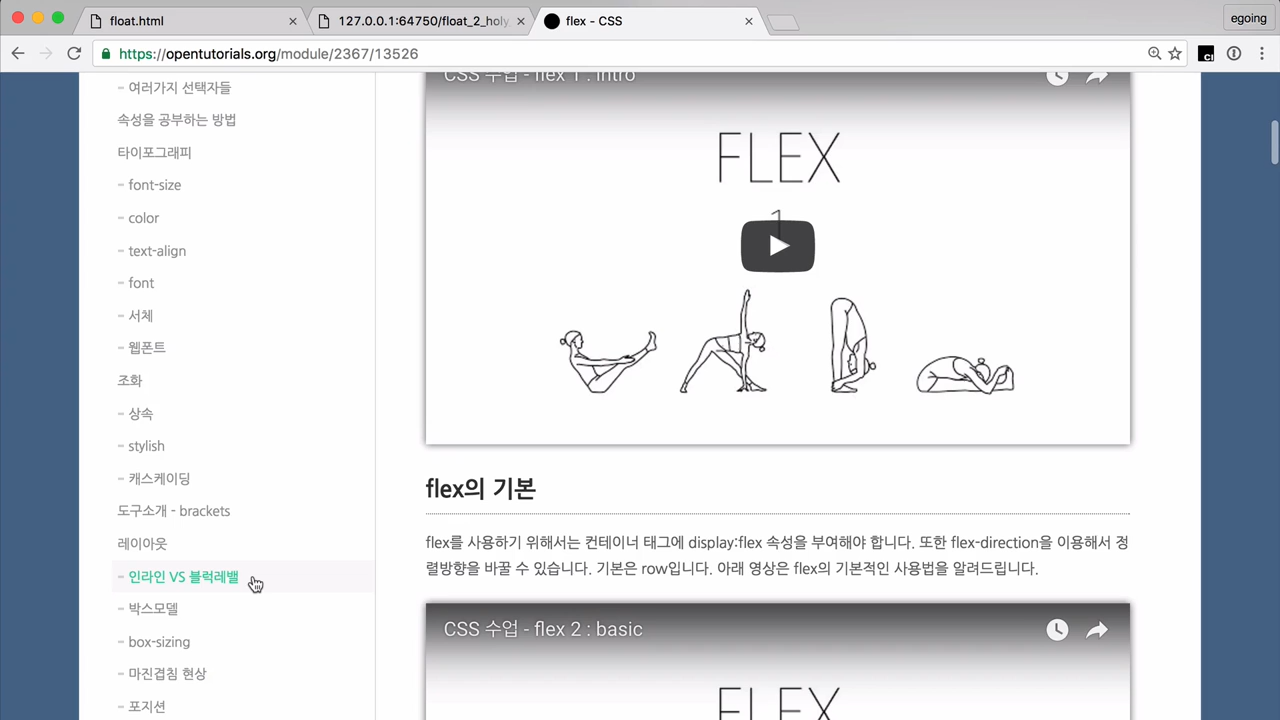 float.html
127.0.0.1:64750/float_2_holy
flex - CSS
egoing
https://opentutorials.org/module/2367/13526
- 여러가지 선택자들
속성을 공부하는 방법
타이포그래피
- font-size
- color
- text-align
- font
- 서체
- 웹폰트
조화
- 상속
- stylish
- 캐스케이딩
도구소개 - brackets
레이아웃
- 인라인 VS 블럭레밸
- 박스모델
- box-sizing
- 마진겹침 현상
- 포지션
CSS 수업 - flex 1 : intro
FLEX
1
flex의 기본
flex를 사용하기 위해서는 컨테이너 태그에 display:flex 속성을 부여해야 합니다. 또한 flex-direction을 이용해서 정
렬방향을 바꿀 수 있습니다. 기본은 row입니다. 아래 영상은 flex의 기본적인 사용법을 알려드립니다.
CSS 수업 - flex 2 : basic
FLEX